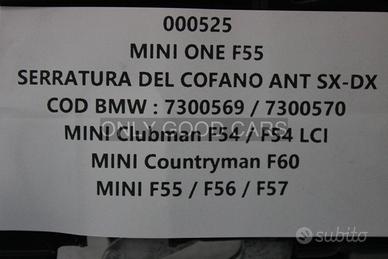 000525
MINI ONE F55
SERRATURA DEL COFANO ANT SX-DX
COD BMW : 7300569 / 7300570
ONLY GOOD CARS
MINI Clubman F54 / F54 LCI
MINI Countryman F60
MINI F55 / F56 / F57
subito